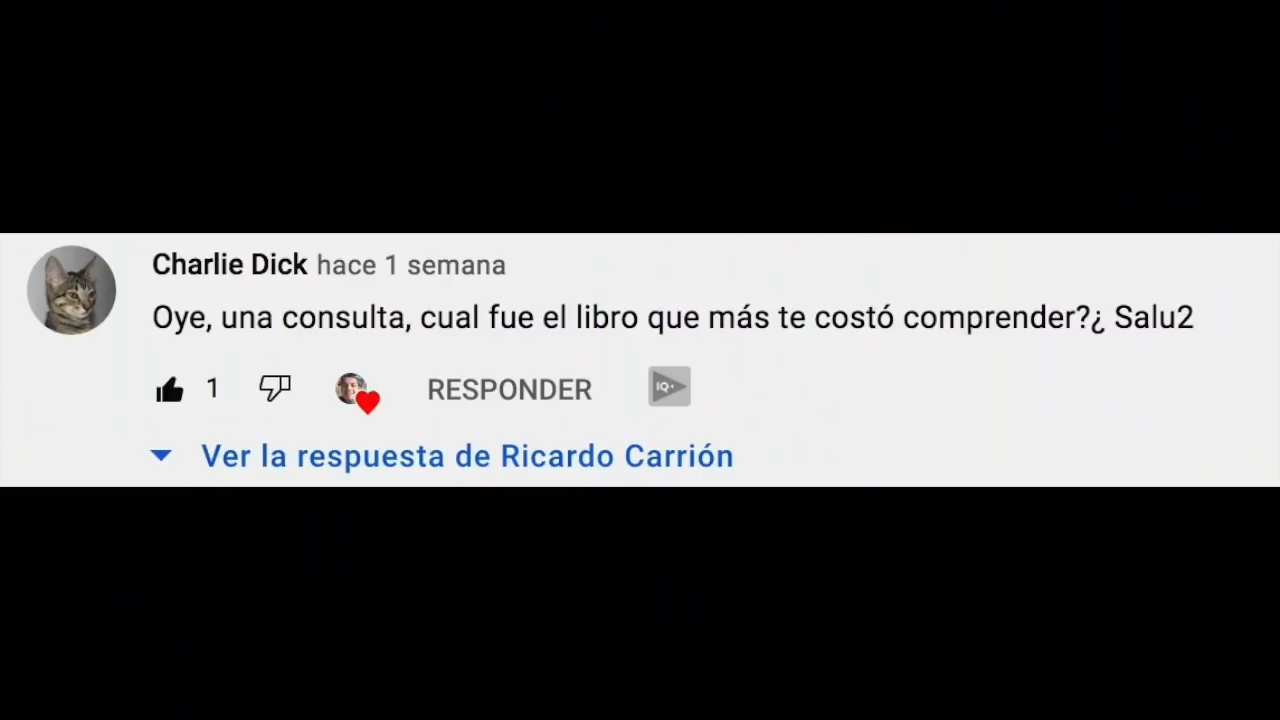 Charlie Dick hace 1 semana
Oye, una consulta, cual fue el libro que más te costó comprender?¿ Salu2
1 RESPONDER IQ+
Ver la respuesta de Ricardo Carrión